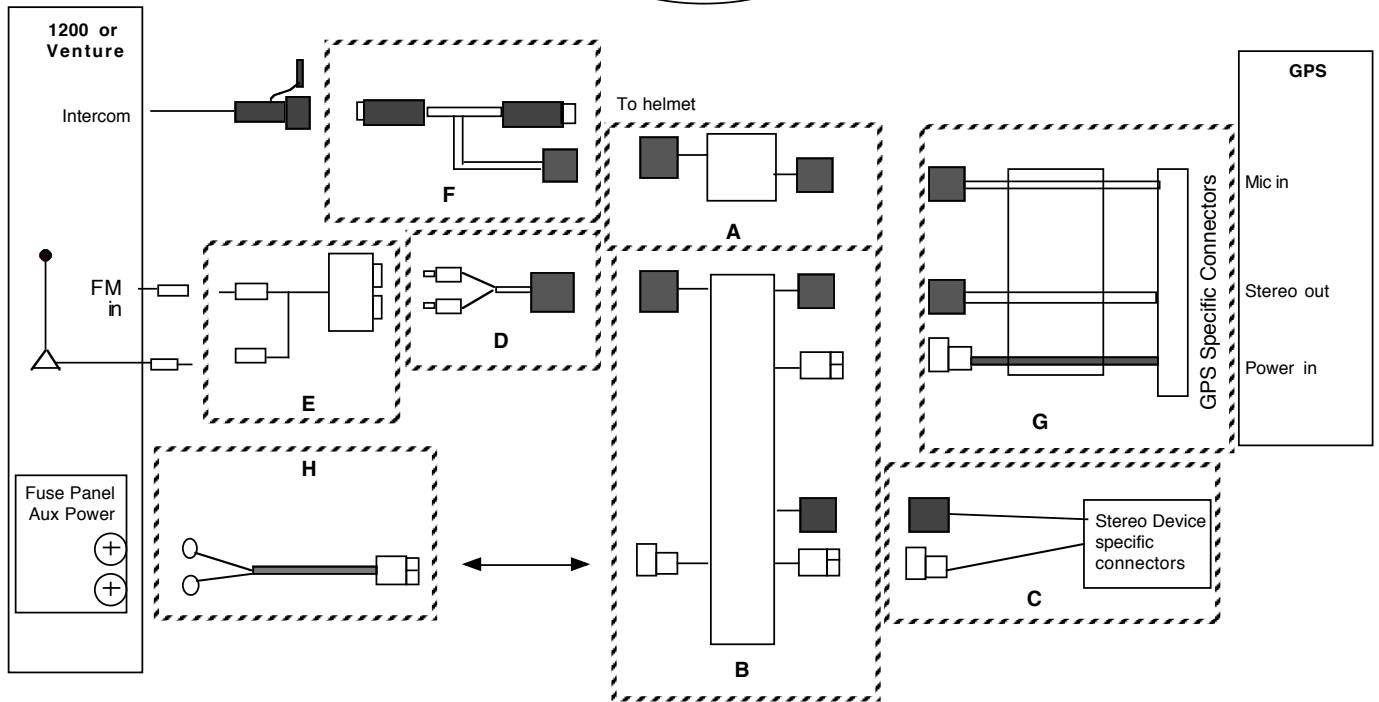 1200 or
Venture
Intercom
FM
in
Fuse Panel
Aux Power
F
To helmet
A
D
E
H
B
GPS
Mic in
Stereo out
Power in
GPS Specific Connectors
G
Stereo Device
specific
connectors
C